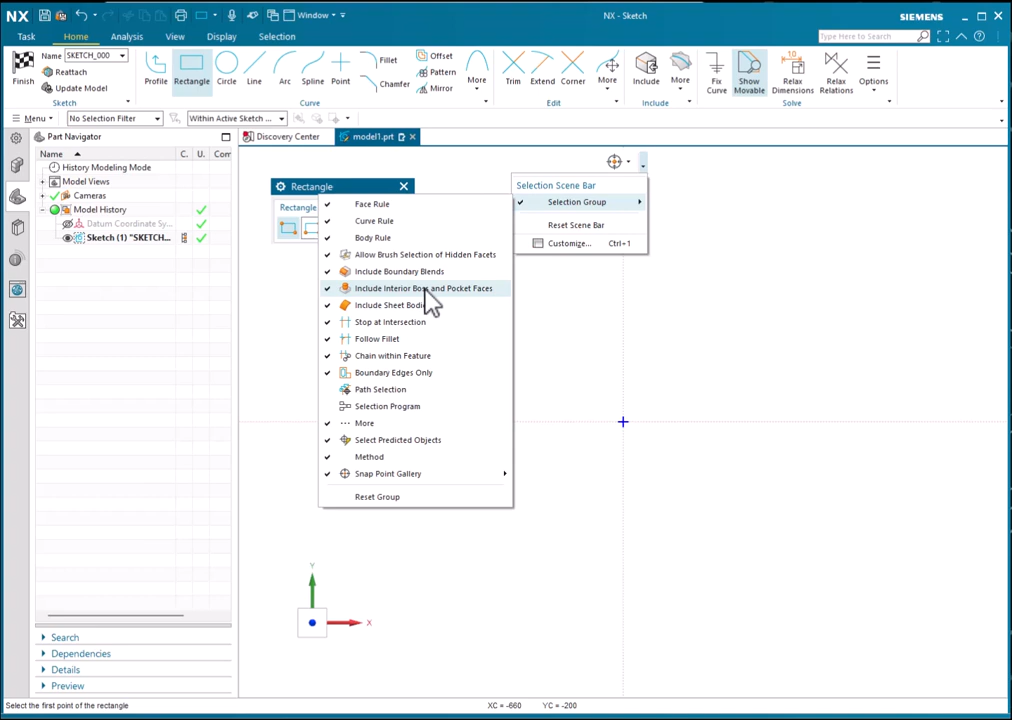 NX
Window
NX - Sketch
SIEMENS
Task
Home
Analysis
View
Display
Selection
Type Here to Search
Name
SKETCH_000
Reattach
Update Model
Finish
Sketch
Profile
Rectangle
Circle
Line
Arc
Spline
Point
Fillet
Chamfer
Offset
Pattern
Mirror
More
Curve
Trim
Extend
Corner
More
Edit
Include
More
Include
Fix
Curve
Show
Movable
Relax
Dimensions
Relax
Relations
Options
Solve
Menu
No Selection Filter
Within Active Sketch ...
Part Navigator
Discovery Center
model1.prt
Name
C.
U.
Com
History Modeling Mode
Model Views
Cameras
Model History
Datum Coordinate Sy...
Sketch (1) "SKETCH...
Rectangle
Rectangle
Selection Scene Bar
Selection Group
Reset Scene Bar
Customize...
Ctrl+1
Face Rule
Curve Rule
Body Rule
Allow Brush Selection of Hidden Facets
Include Boundary Blends
Include Interior Boss and Pocket Faces
Include Sheet Bodies
Stop at Intersection
Follow Fillet
Chain within Feature
Boundary Edges Only
Path Selection
Selection Program
More
Select Predicted Objects
Method
Snap Point Gallery
Reset Group
Y
X
Search
Dependencies
Details
Preview
Select the first point of the rectangle
XC = -660
YC = -200